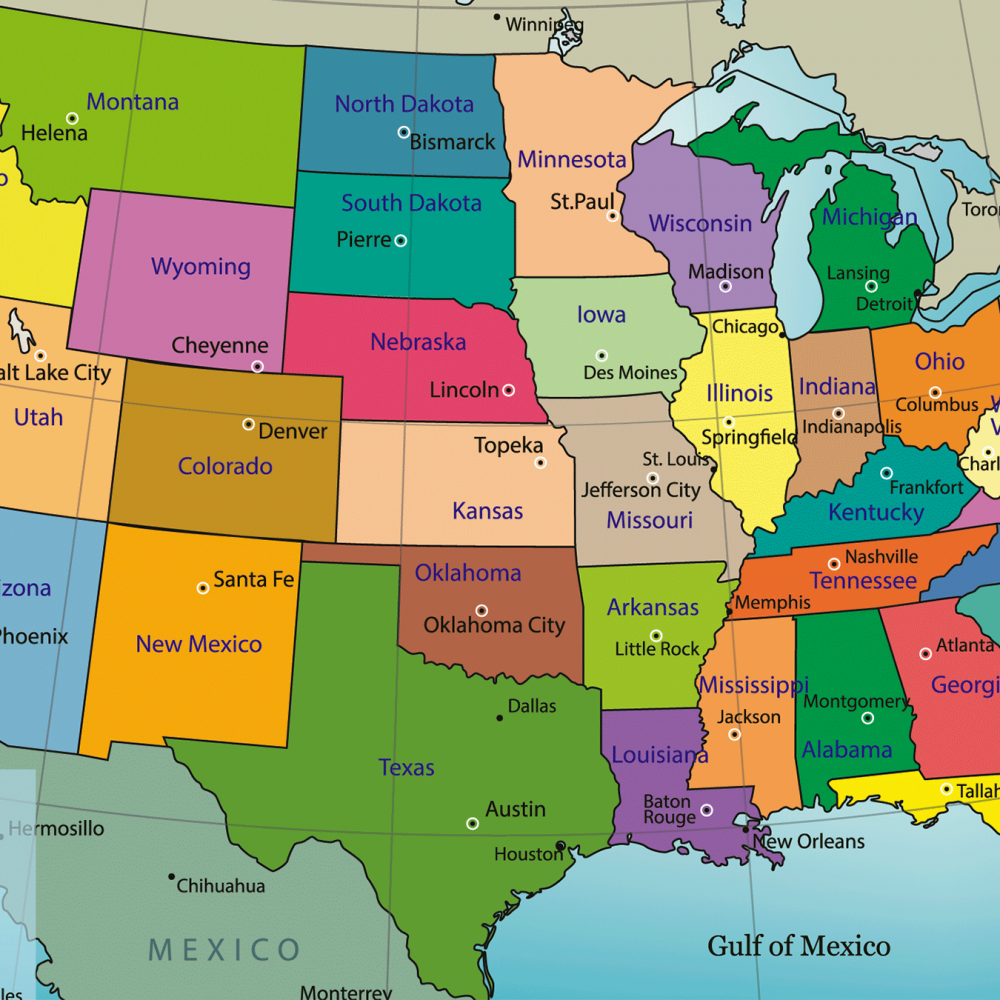 Winnipeg
Montana
Helena
North Dakota
Bismarck
Minnesota
St.Paul
South Dakota
Pierre
Wisconsin
Madison
Michigan
Lansing
Detroit
Toror
o
Wyoming
Cheyenne
Nebraska
Lincoln
Iowa
Des Moines
Chicago
Illinois
Springfield
Indiana
Indianapolis
Ohio
Columbus
W
V
Charl
alt Lake City
Utah
Denver
Colorado
Topeka
Kansas
St. Louis
Jefferson City
Missouri
Frankfort
Kentucky
izona
Phoenix
Santa Fe
New Mexico
Oklahoma
Oklahoma City
Arkansas
Little Rock
Nashville
Tennessee
Memphis
Mississippi
Jackson
Montgomery
Alabama
Atlanta
Georgi
Dallas
Texas
Austin
Houston
Louisiana
Baton
Rouge
New Orleans
Tallah
Hermosillo
Chihuahua
MEXICO
Monterrey
Gulf of Mexico
les